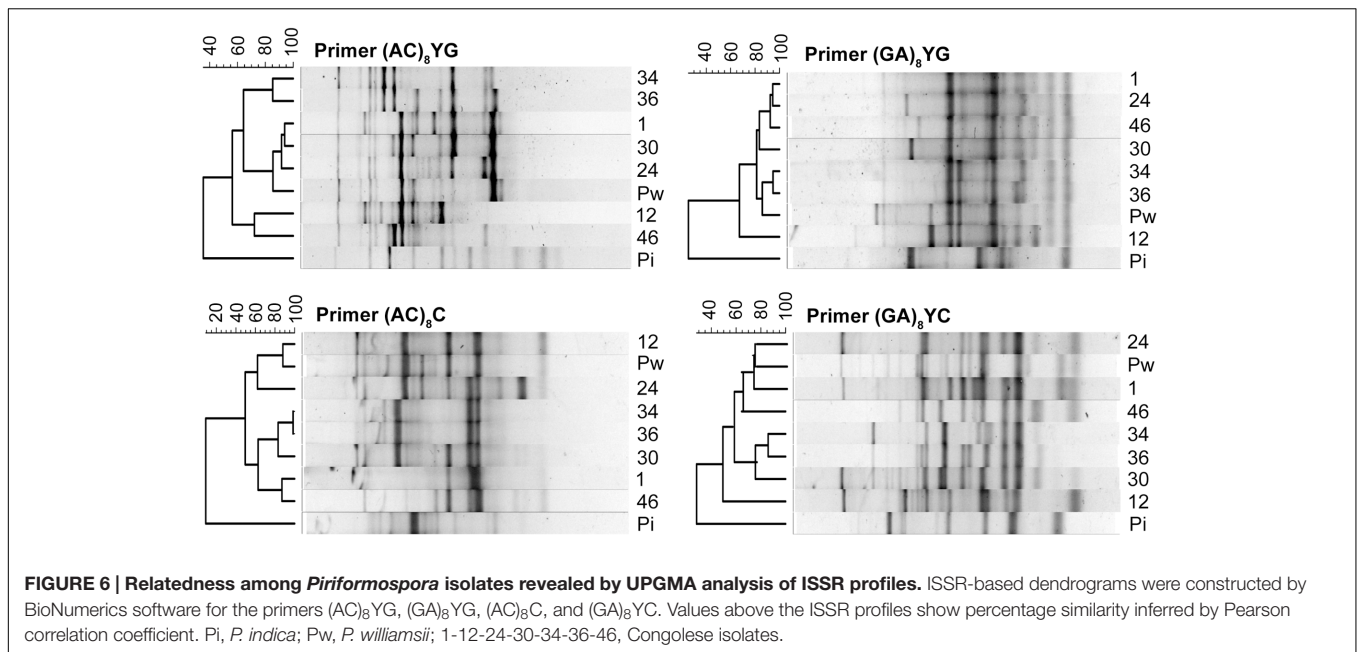 40 60 80 100
Primer (AC)8YG
34
36
1
30
24
Pw
12
46
Pi
40 60 80 100
Primer (GA)8YG
1
24
46
30
34
36
Pw
12
Pi
20 40 60 80 100
Primer (AC)8C
12
Pw
24
34
36
30
1
46
Pi
40 60 80 100
Primer (GA)8YC
24
Pw
1
46
34
36
30
12
Pi
FIGURE 6 | Relatedness among Piriformospora isolates revealed by UPGMA analysis of ISSR profiles. ISSR-based dendrograms were constructed by
BioNumerics software for the primers (AC)8YG, (GA)8YG, (AC)8C, and (GA)8YC. Values above the ISSR profiles show percentage similarity inferred by Pearson
correlation coefficient. Pi, P. indica; Pw, P. williamsii; 1-12-24-30-34-36-46, Congolese isolates.